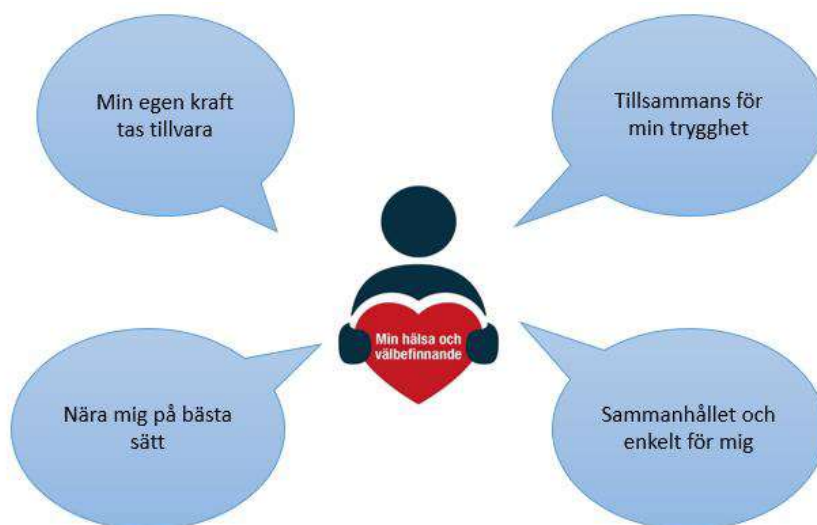 Min egen kraft
tas tillvara
Tillsammans för
min trygghet
Min hälsa och
välbefinnande
Nära mig på bästa
sätt
Sammanhållet och
enkelt för mig